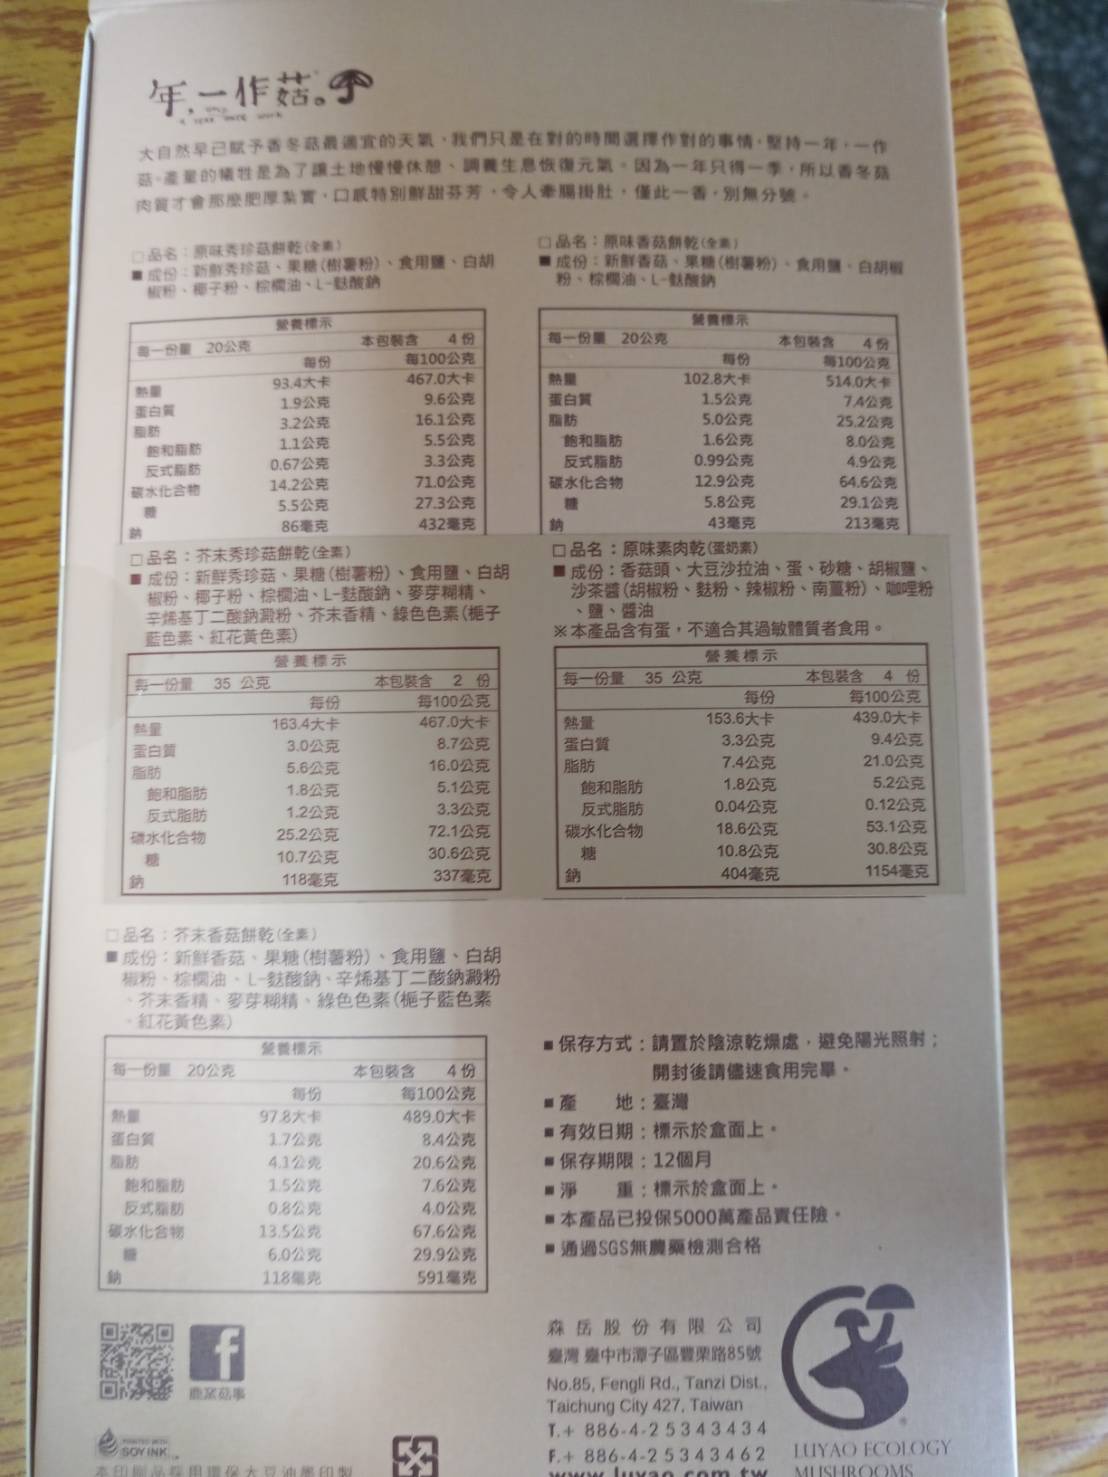 年一作菇
大自然早已賦予香冬菇最適宜的天氣，我們只是在對的時間選擇作對的事情，堅持一年，一作
菇，產量的犧牲是為了讓土地慢慢休憩、調養生息恢復元氣。因為一年只得一季，所以香冬菇
肉質才會那麼肥厚紮實，口感特別鮮甜芬芳，令人牽腸掛肚，僅此一香，別無分號。
□品名：原味秀珍菇餅乾(全素)
■成份：新鮮秀珍菇、果糖(樹薯粉)、食用鹽、白胡
椒粉、椰子粉、棕櫚油、L-麩酸鈉
營養標示
每一份量 20公克 本包裝含 4份
每份 每100公克
熱量 93.4大卡 467.0大卡
蛋白質 1.9公克 9.6公克
脂肪 3.2公克 16.1公克
飽和脂肪 1.1公克 5.5公克
反式脂肪 0.67公克 3.3公克
碳水化合物 14.2公克 71.0公克
糖 5.5公克 27.3公克
鈉 86毫克 432毫克
□品名：原味香菇餅乾(全素)
■成份：新鮮香菇、果糖(樹薯粉)、食用鹽、白胡椒
粉、棕櫚油、L-麩酸鈉
營養標示
每一份量 20公克 本包裝含 4份
每份 每100公克
熱量 102.8大卡 514.0大卡
蛋白質 1.5公克 7.4公克
脂肪 5.0公克 25.2公克
飽和脂肪 1.6公克 8.0公克
反式脂肪 0.99公克 4.9公克
碳水化合物 12.9公克 64.6公克
糖 5.8公克 29.1公克
鈉 43毫克 213毫克
□品名：芥末秀珍菇餅乾(全素)
■成份：新鮮秀珍菇、果糖(樹薯粉)、食用鹽、白胡
椒粉、椰子粉、棕櫚油、L-麩酸鈉、麥芽糊精、
辛烯基丁二酸鈉澱粉、芥末香精、綠色色素(梔子
藍色素、紅花黃色素)
營養標示
每一份量 35 公克 本包裝含 2 份
每份 每100公克
熱量 163.4大卡 467.0大卡
蛋白質 3.0公克 8.7公克
脂肪 5.6公克 16.0公克
飽和脂肪 1.8公克 5.1公克
反式脂肪 1.2公克 3.3公克
碳水化合物 25.2公克 72.1公克
糖 10.7公克 30.6公克
鈉 118毫克 337毫克
□品名：原味素肉乾(蛋奶素)
■成份：香菇頭、大豆沙拉油、蛋、砂糖、胡椒鹽、
沙茶醬(胡椒粉、麩粉、辣椒粉、南薑粉)、咖哩粉
、鹽、醬油
※本產品含有蛋，不適合其過敏體質者食用。
營養標示
每一份量 35 公克 本包裝含 4 份
每份 每100公克
熱量 153.6大卡 439.0大卡
蛋白質 3.3公克 9.4公克
脂肪 7.4公克 21.0公克
飽和脂肪 1.8公克 5.2公克
反式脂肪 0.04公克 0.12公克
碳水化合物 18.6公克 53.1公克
糖 10.8公克 30.8公克
鈉 404毫克 1154毫克
□品名：芥末香菇餅乾(全素)
■成份：新鮮香菇、果糖(樹薯粉)、食用鹽、白胡
椒粉、棕櫚油、L-麩酸鈉、辛烯基丁二酸鈉澱粉
、芥末香精、麥芽糊精、綠色色素(梔子藍色素
、紅花黃色素)
營養標示
每一份量 20公克 本包裝含 4份
每份 每100公克
熱量 97.8大卡 489.0大卡
蛋白質 1.7公克 8.4公克
脂肪 4.1公克 20.6公克
飽和脂肪 1.5公克 7.6公克
反式脂肪 0.8公克 4.0公克
碳水化合物 13.5公克 67.6公克
糖 6.0公克 29.9公克
鈉 118毫克 591毫克
■保存方式：請置於陰涼乾燥處，避免陽光照射；
開封後請儘速食用完畢。
■產 地：臺灣
■有效日期：標示於盒面上。
■保存期限：12個月
■淨 重：標示於盒面上。
■本產品已投保5000萬產品責任險。
■通過SGS無農藥檢測合格
森岳股份有限公司
臺灣 臺中市潭子區豐栗路85號
No.85, Fengli Rd., Tanzi Dist.,
Taichung City 427, Taiwan
T.+ 886-4-25343434
F.+ 886-4-25343462
www.luyao.com.tw
LUYAO ECOLOGY
MUSHROOMS
f
鹿窯菇事
PRINTED WITH
SOY INK
本印刷品採用環保大豆油墨印製